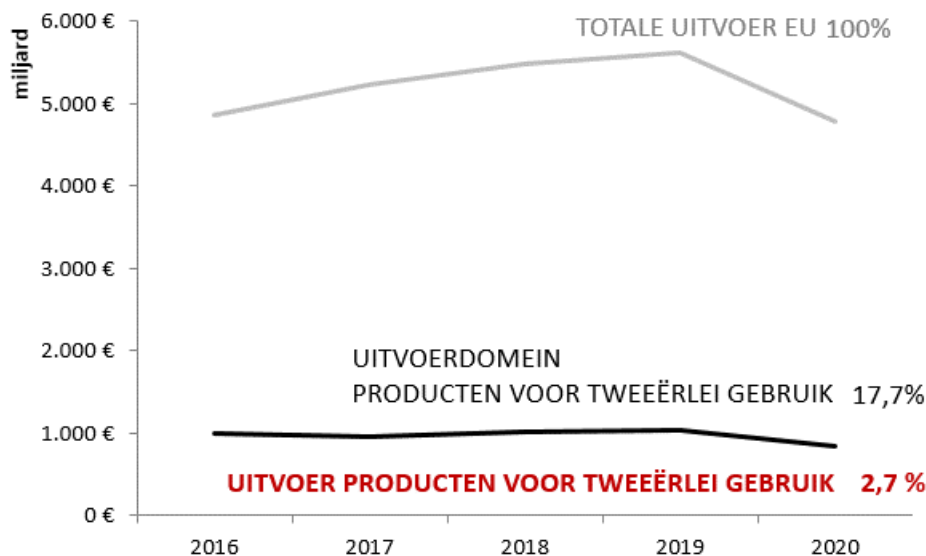 miljard
6.000 €
TOTALE UITVOER EU 100%
5.000 €
4.000 €
3.000 €
2.000 €
UITVOERDOMEIN
PRODUCTEN VOOR TWEEËRLEI GEBRUIK 17,7%
1.000 €
UITVOER PRODUCTEN VOOR TWEEËRLEI GEBRUIK 2,7 %
0 €
2016 2017 2018 2019 2020